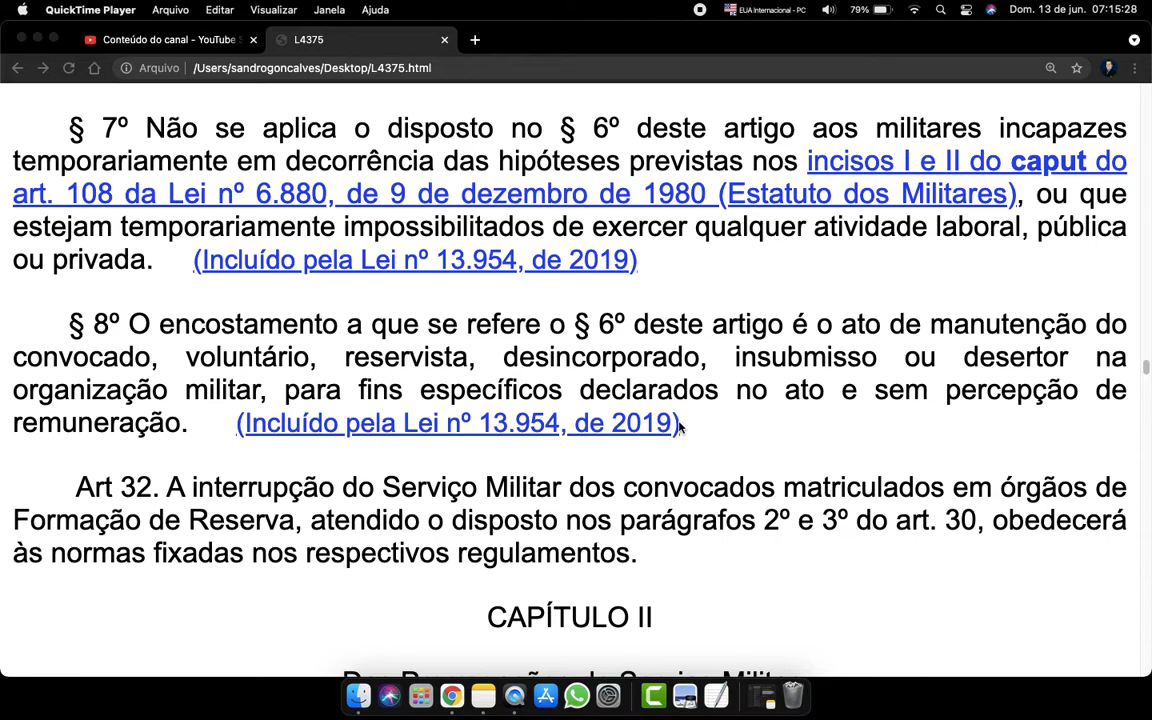 QuickTime Player Arquivo Editar Visualizar Janela Ajuda EUA Internacional - PC 79% Dom. 13 de jun. 07:15:28
Conteúdo do canal - YouTube L4375
Arquivo /Users/sandrogoncalves/Desktop/L4375.html
§ 7º Não se aplica o disposto no § 6º deste artigo aos militares incapazes
temporariamente em decorrência das hipóteses previstas nos incisos I e II do caput do
art. 108 da Lei nº 6.880, de 9 de dezembro de 1980 (Estatuto dos Militares), ou que
estejam temporariamente impossibilitados de exercer qualquer atividade laboral, pública
ou privada. (Incluído pela Lei nº 13.954, de 2019)
§ 8º O encostamento a que se refere o § 6º deste artigo é o ato de manutenção do
convocado, voluntário, reservista, desincorporado, insubmisso ou desertor na
organização militar, para fins específicos declarados no ato e sem percepção de
remuneração. (Incluído pela Lei nº 13.954, de 2019)
Art 32. A interrupção do Serviço Militar dos convocados matriculados em órgãos de
Formação de Reserva, atendido o disposto nos parágrafos 2º e 3º do art. 30, obedecerá
às normas fixadas nos respectivos regulamentos.
CAPÍTULO II